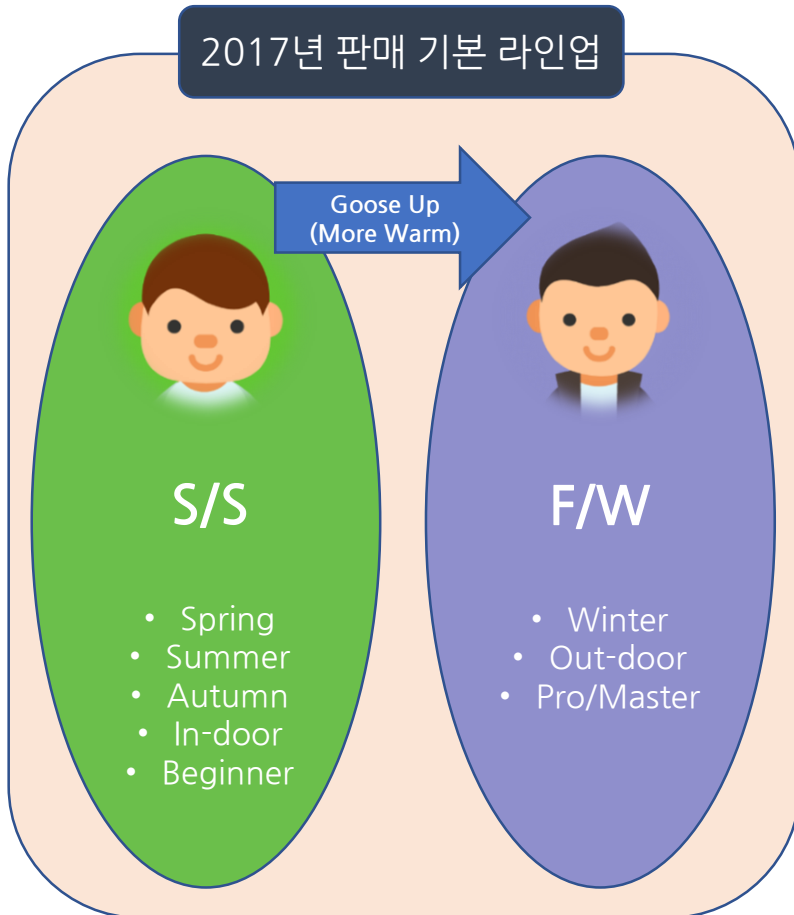 2017년 판매 기본 라인업
Goose Up
(More Warm)
S/S
• Spring
• Summer
• Autumn
• In-door
• Beginner
F/W
• Winter
• Out-door
• Pro/Master